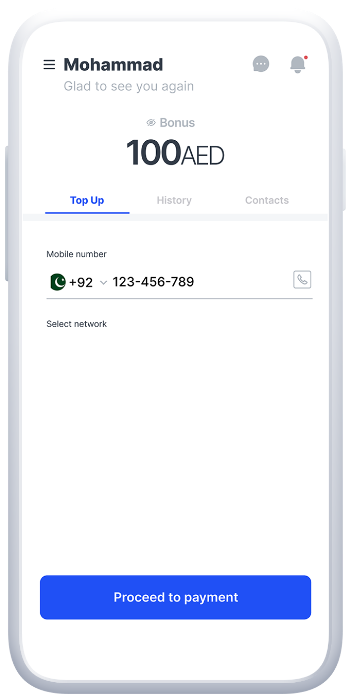 Mohammad
Glad to see you again
Bonus
100AED
Top Up History Contacts
Mobile number
+92 123-456-789
Select network
Proceed to payment